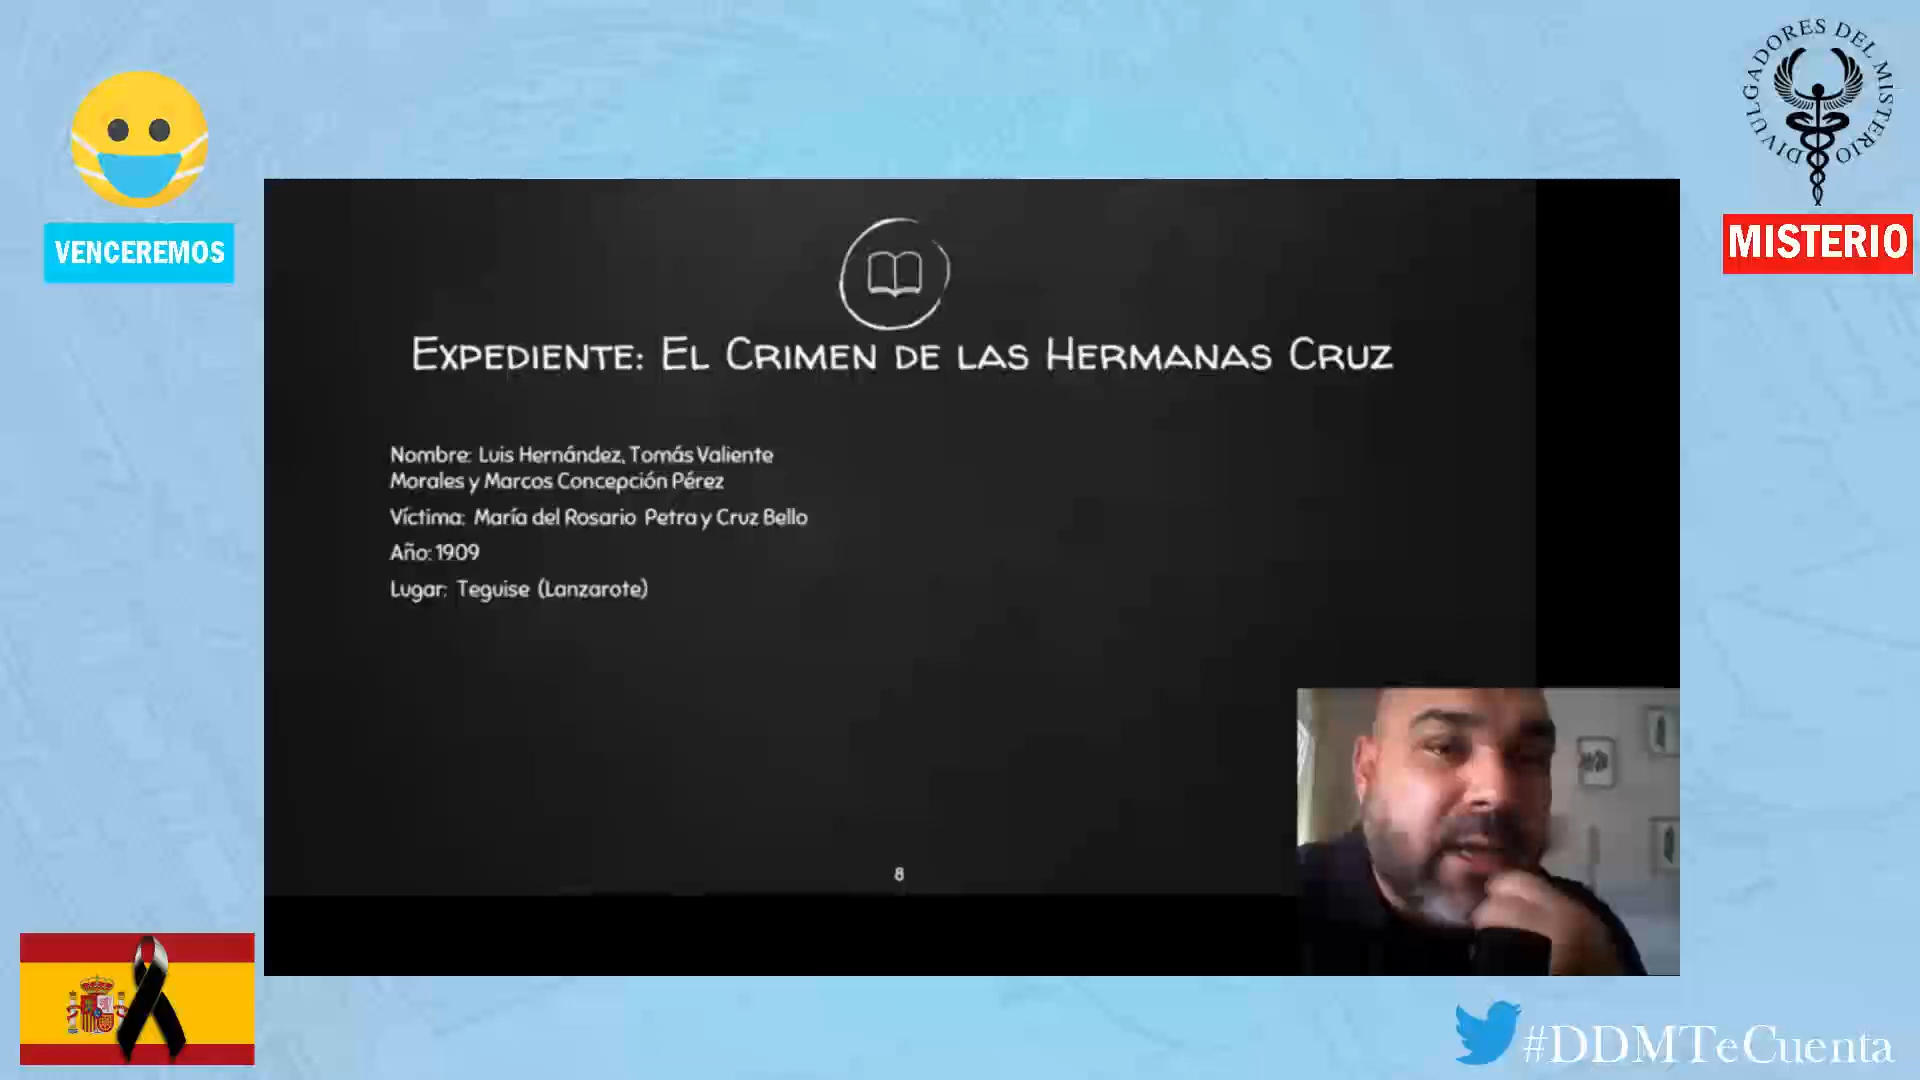 DIVULGADORES DEL MISTERIO
VENCEREMOS
MISTERIO
Expediente: El Crimen de las Hermanas Cruz
Nombre: Luis Hernández, Tomás Valiente
Morales y Marcos Concepción Pérez
Víctima: María del Rosario Petra y Cruz Bello
Año: 1909
Lugar: Teguise (Lanzarote)
8
#DDMTeCuenta